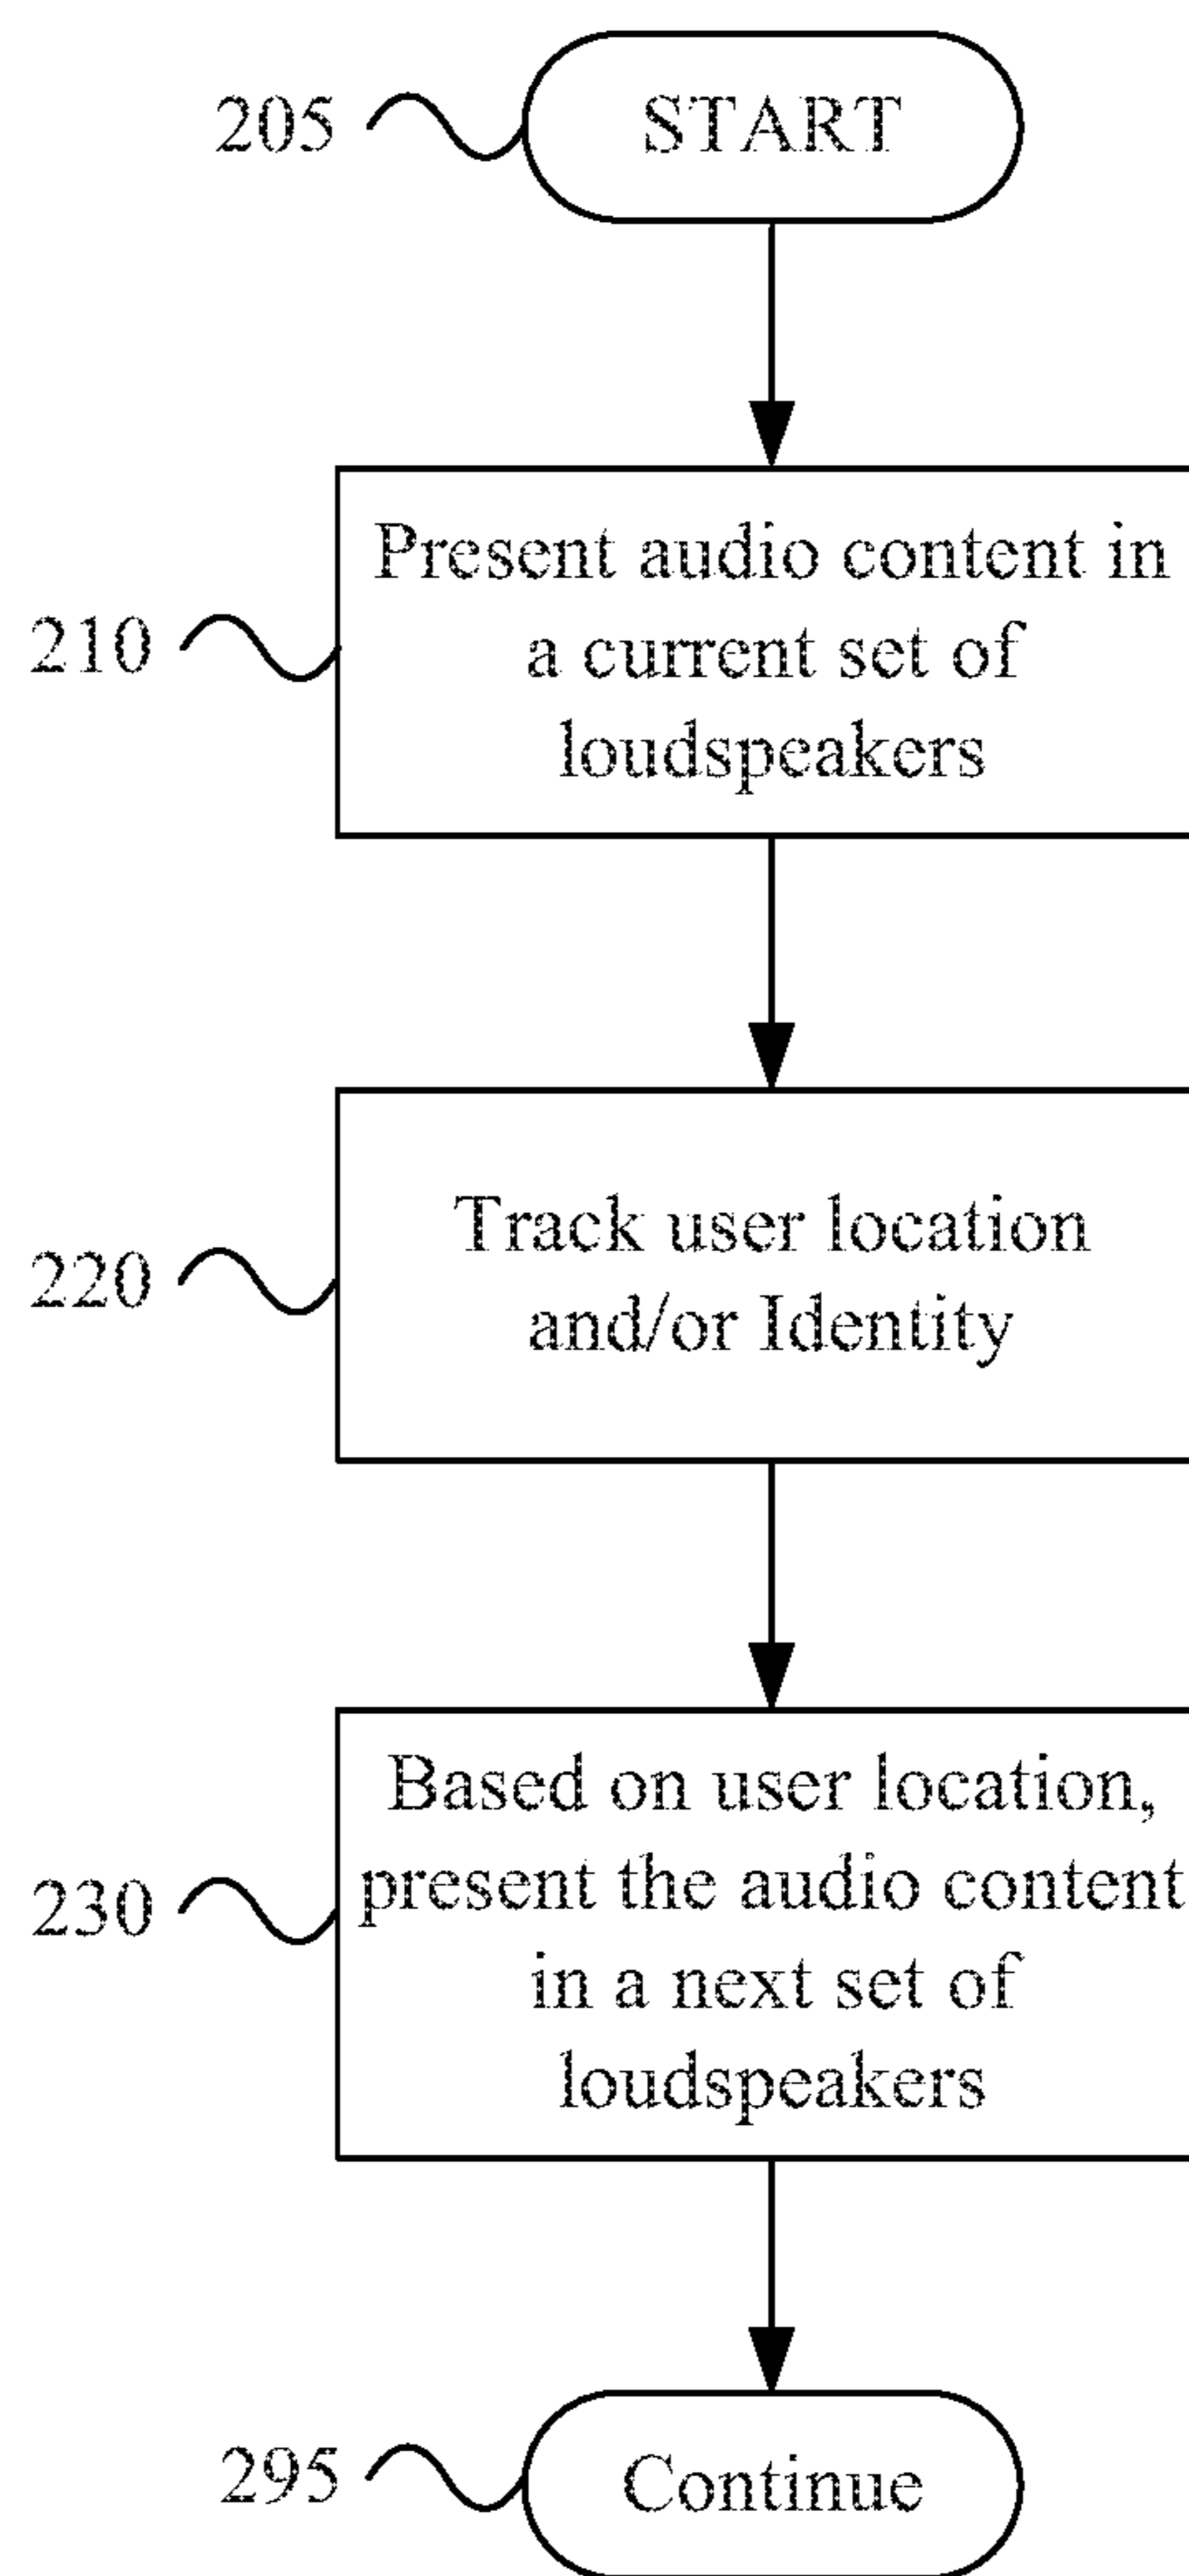 205
START
210
Present audio content in
a current set of
loudspeakers
220
Track user location
and/or Identity
230
Based on user location,
present the audio content
in a next set of
loudspeakers
295
Continue